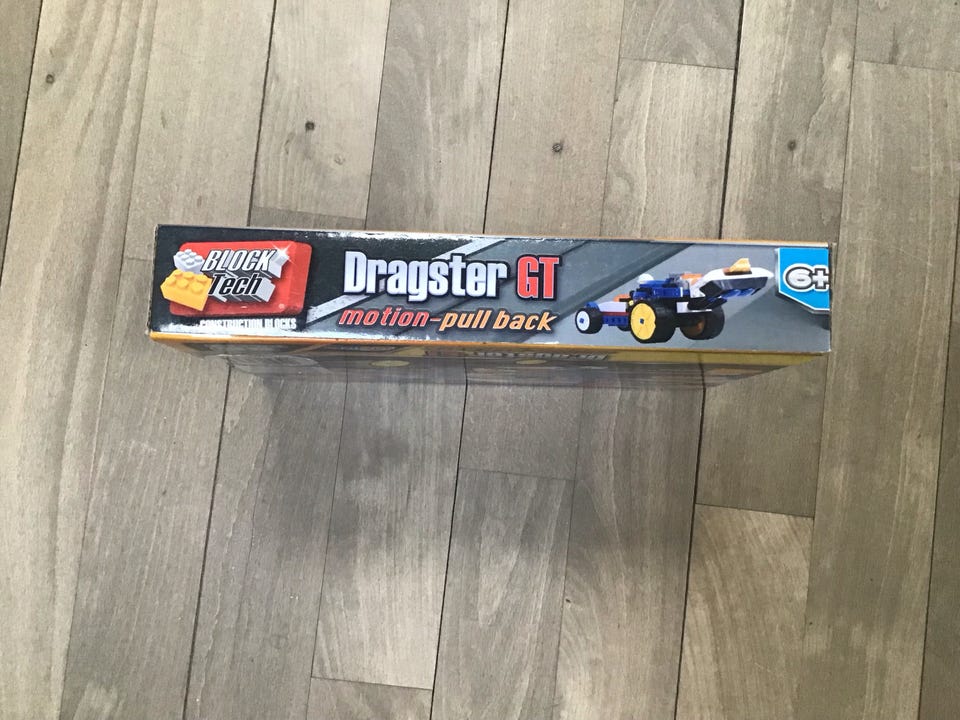 BLOCK
Tech
CONSTRUCTION BLOCKS
Dragster GT
motion-pull back
6+